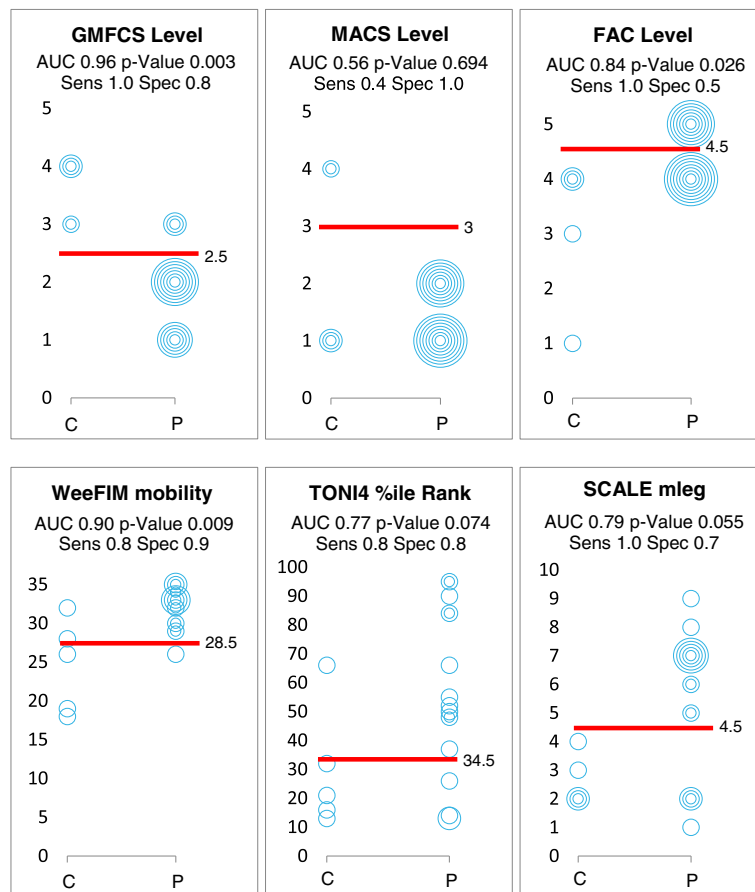 GMFCS Level
AUC 0.96 p-Value 0.003
Sens 1.0 Spec 0.8
5
4
3
2.5
2
1
0
C P
MACS Level
AUC 0.56 p-Value 0.694
Sens 0.4 Spec 1.0
5
4
3 3
2
1
0
C P
FAC Level
AUC 0.84 p-Value 0.026
Sens 1.0 Spec 0.5
5
4.5
4
3
2
1
0
C P
WeeFIM mobility
AUC 0.90 p-Value 0.009
Sens 0.8 Spec 0.9
35
30
28.5
25
20
15
10
5
0
C P
TONI4 %ile Rank
AUC 0.77 p-Value 0.074
Sens 0.8 Spec 0.8
100
90
80
70
60
50
40
34.5
30
20
10
0
C P
SCALE mleg
AUC 0.79 p-Value 0.055
Sens 1.0 Spec 0.7
10
9
8
7
6
5
4.5
4
3
2
1
0
C P